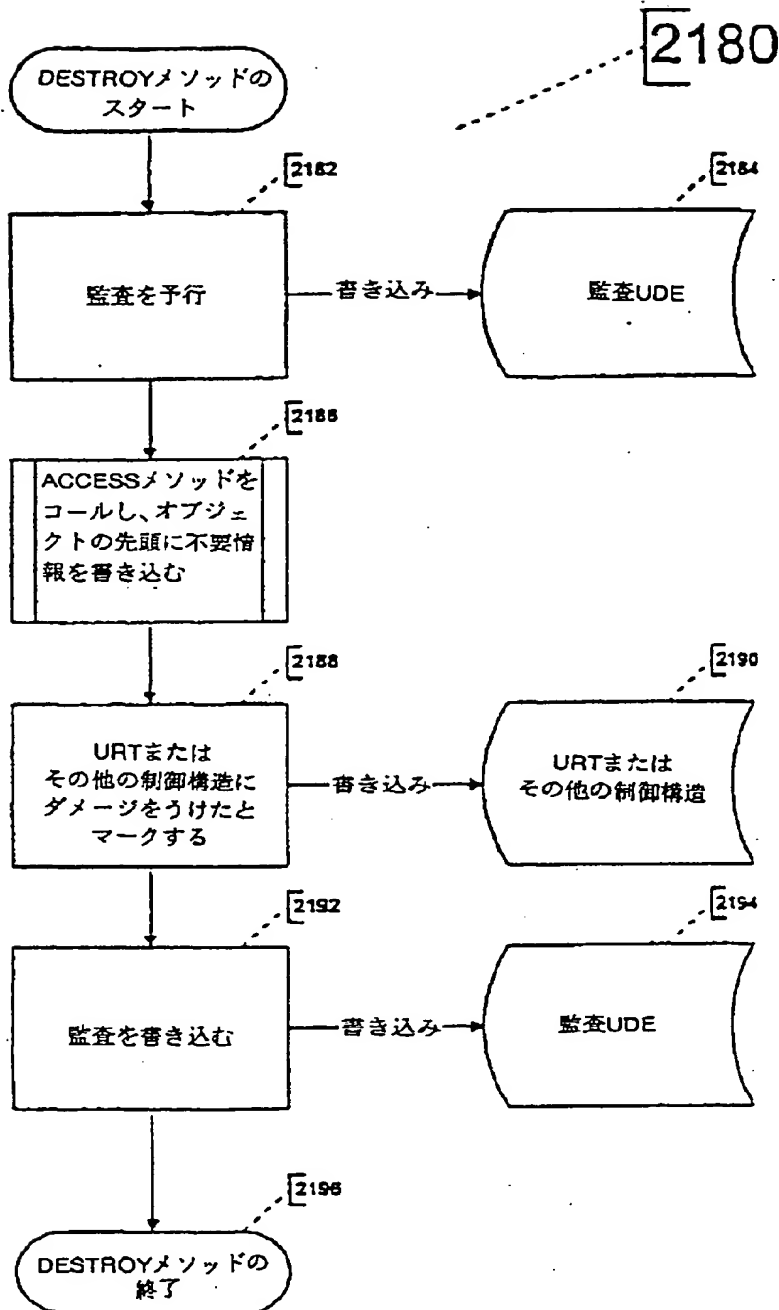 2180
DESTROYメソッドの
スタート
2182
2184
監査を予行
書き込み
監査UDE
2186
ACCESSメソッドを
コールし、オブジェ
クトの先頭に不要情
報を書き込む
2188
2190
URTまたは
その他の制御構造に
ダメージをうけたと
マークする
書き込み
URTまたは
その他の制御構造
2192
2194
監査を書き込む
書き込み
監査UDE
2196
DESTROYメソッドの
終了